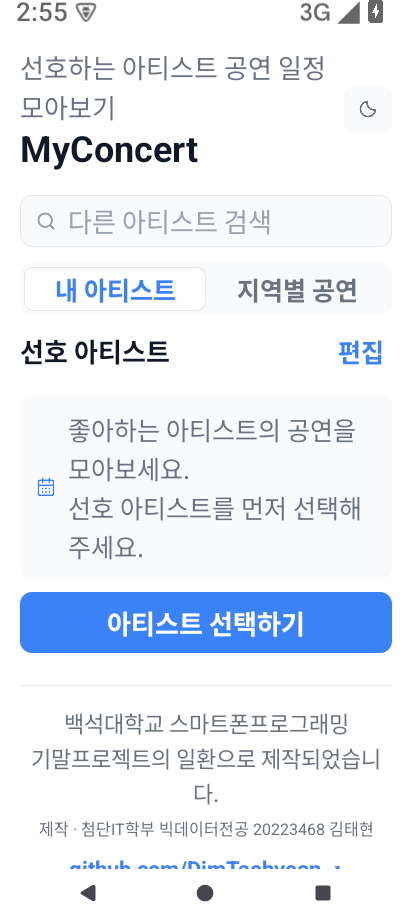 2:55
3G
선호하는 아티스트 공연 일정
모아보기
MyConcert
다른 아티스트 검색
내 아티스트 지역별 공연
선호 아티스트 편집
좋아하는 아티스트의 공연을
모아보세요.
선호 아티스트를 먼저 선택해
주세요.
아티스트 선택하기
백석대학교 스마트폰프로그래밍
기말프로젝트의 일환으로 제작되었습니
다.
제작 · 첨단IT학부 빅데이터전공 20223468 김태현